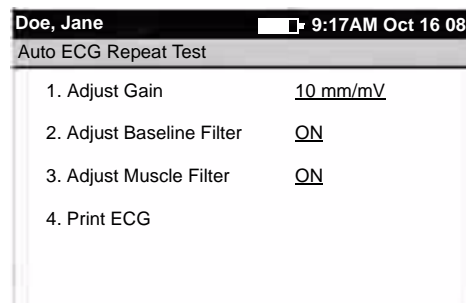 Doe, Jane 9:17AM Oct 16 08
Auto ECG Repeat Test
1. Adjust Gain 10 mm/mV
2. Adjust Baseline Filter ON
3. Adjust Muscle Filter ON
4. Print ECG